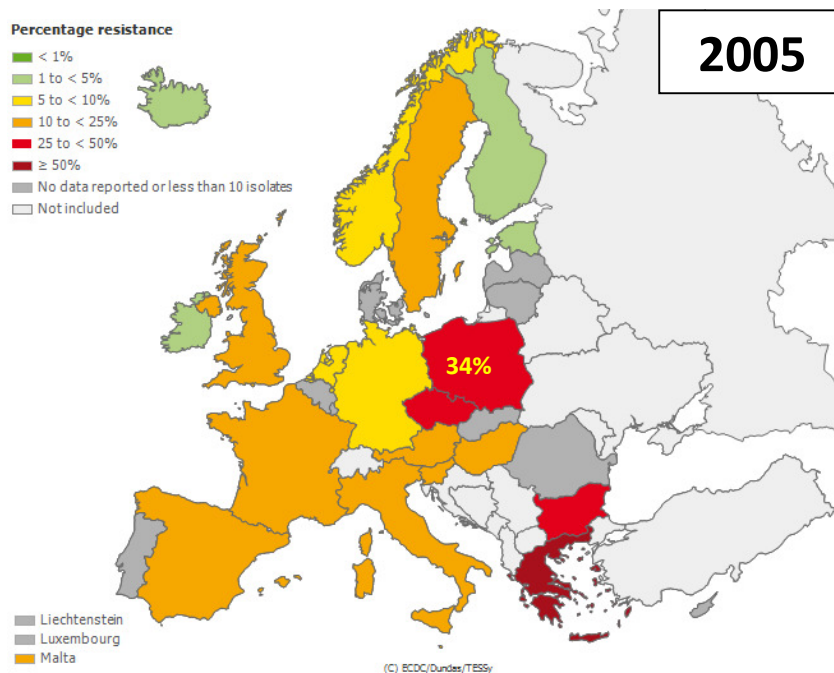 Percentage resistance
< 1%
1 to < 5%
5 to < 10%
10 to < 25%
25 to < 50%
≥ 50%
No data reported or less than 10 isolates
Not included
2005
34%
Liechtenstein
Luxembourg
Malta
(C) ECDC/Dundas/TESSy